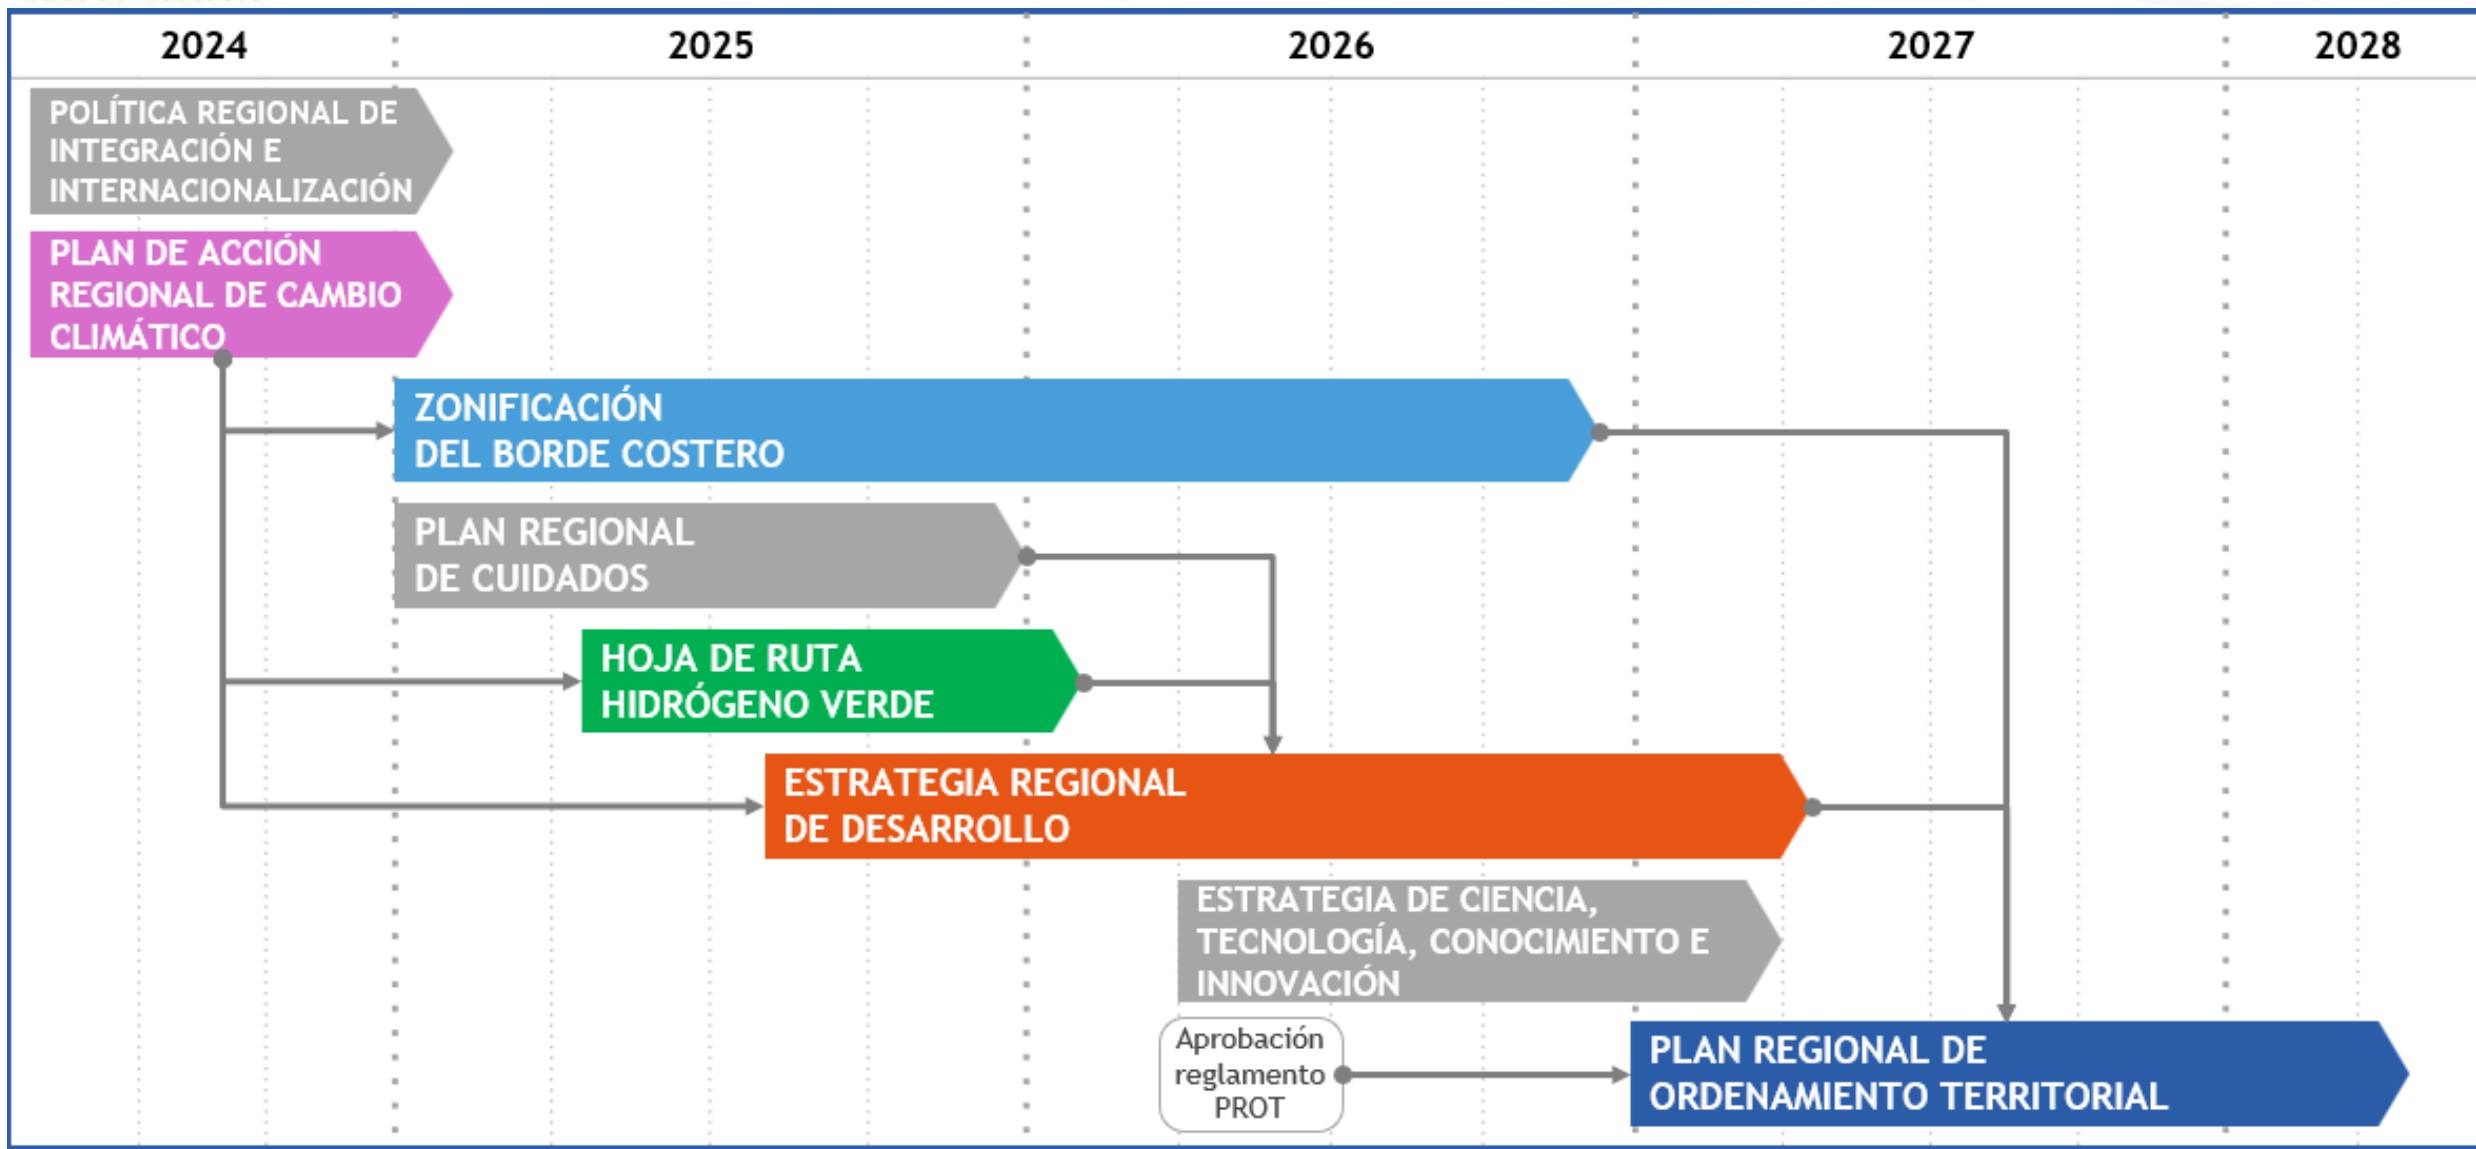 2024
2025
2026
2027
2028
POLÍTICA REGIONAL DE
INTEGRACIÓN E
INTERNACIONALIZACIÓN
PLAN DE ACCIÓN
REGIONAL DE CAMBIO
CLIMÁTICO
ZONIFICACIÓN
DEL BORDE COSTERO
PLAN REGIONAL
DE CUIDADOS
HOJA DE RUTA
HIDRÓGENO VERDE
ESTRATEGIA REGIONAL
DE DESARROLLO
ESTRATEGIA DE CIENCIA,
TECNOLOGÍA, CONOCIMIENTO E
INNOVACIÓN
Aprobación
reglamento
PROT
PLAN REGIONAL DE
ORDENAMIENTO TERRITORIAL